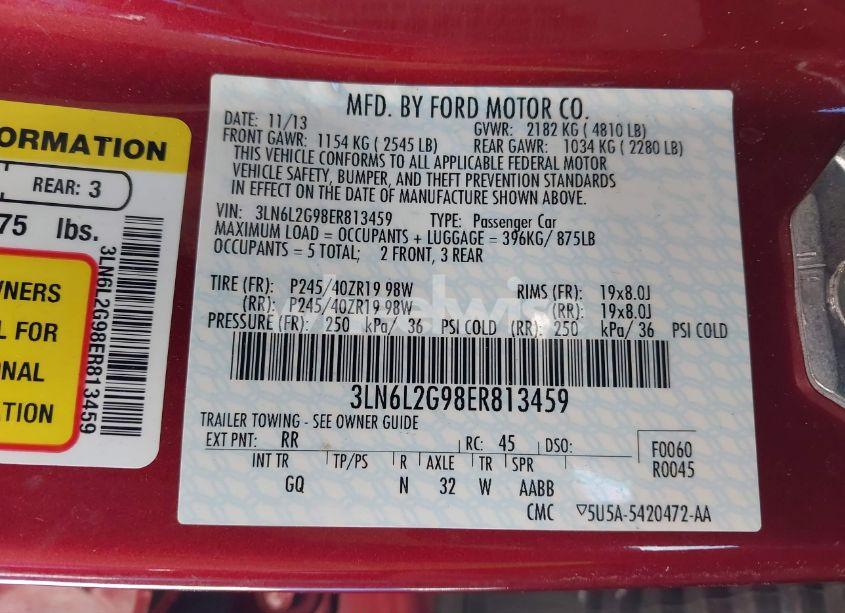 ORMATION
REAR: 3
75 lbs.
3LN6L2G98ER813459
WNERS
L FOR
ONAL
ATION
MFD. BY FORD MOTOR CO.
DATE: 11/13 GVWR: 2182 KG ( 4810 LB)
FRONT GAWR: 1154 KG ( 2545 LB) REAR GAWR: 1034 KG ( 2280 LB)
THIS VEHICLE CONFORMS TO ALL APPLICABLE FEDERAL MOTOR
VEHICLE SAFETY, BUMPER, AND THEFT PREVENTION STANDARDS
IN EFFECT ON THE DATE OF MANUFACTURE SHOWN ABOVE.
VIN: 3LN6L2G98ER813459 TYPE: Passenger Car
MAXIMUM LOAD = OCCUPANTS + LUGGAGE = 396KG/ 875LB
OCCUPANTS = 5 TOTAL; 2 FRONT, 3 REAR
TIRE (FR): P245/40ZR19 98W RIMS (FR): 19x8.0J
(RR): P245/40ZR19 98W (RR): 19x8.0J
PRESSURE (FR): 250 kPa/ 36 PSI COLD (RR): 250 kPa/ 36 PSI COLD
3LN6L2G98ER813459
TRAILER TOWING - SEE OWNER GUIDE
EXT PNT: RR RC: 45 DSO: F0060
INT TR TP/PS R AXLE TR SPR R0045
GQ N 32 W AABB
CMC ▽5U5A-5420472-AA